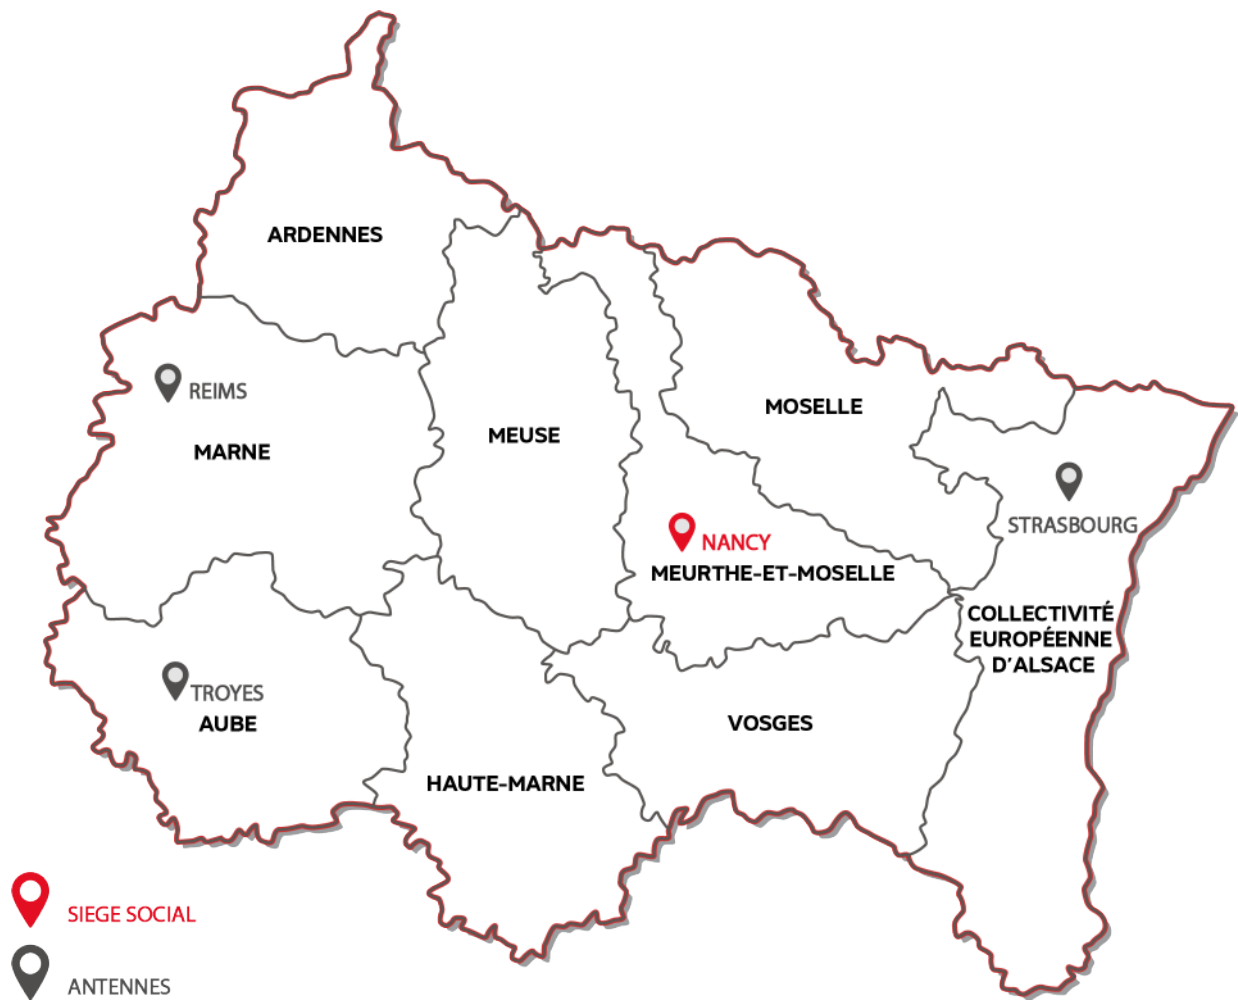 ARDENNES
REIMS
MOSELLE
MEUSE
MARNE
STRASBOURG
NANCY
MEURTHE-ET-MOSELLE
COLLECTIVITÉ
EUROPÉENNE
D'ALSACE
TROYES
AUBE
VOSGES
HAUTE-MARNE
SIEGE SOCIAL
ANTENNES